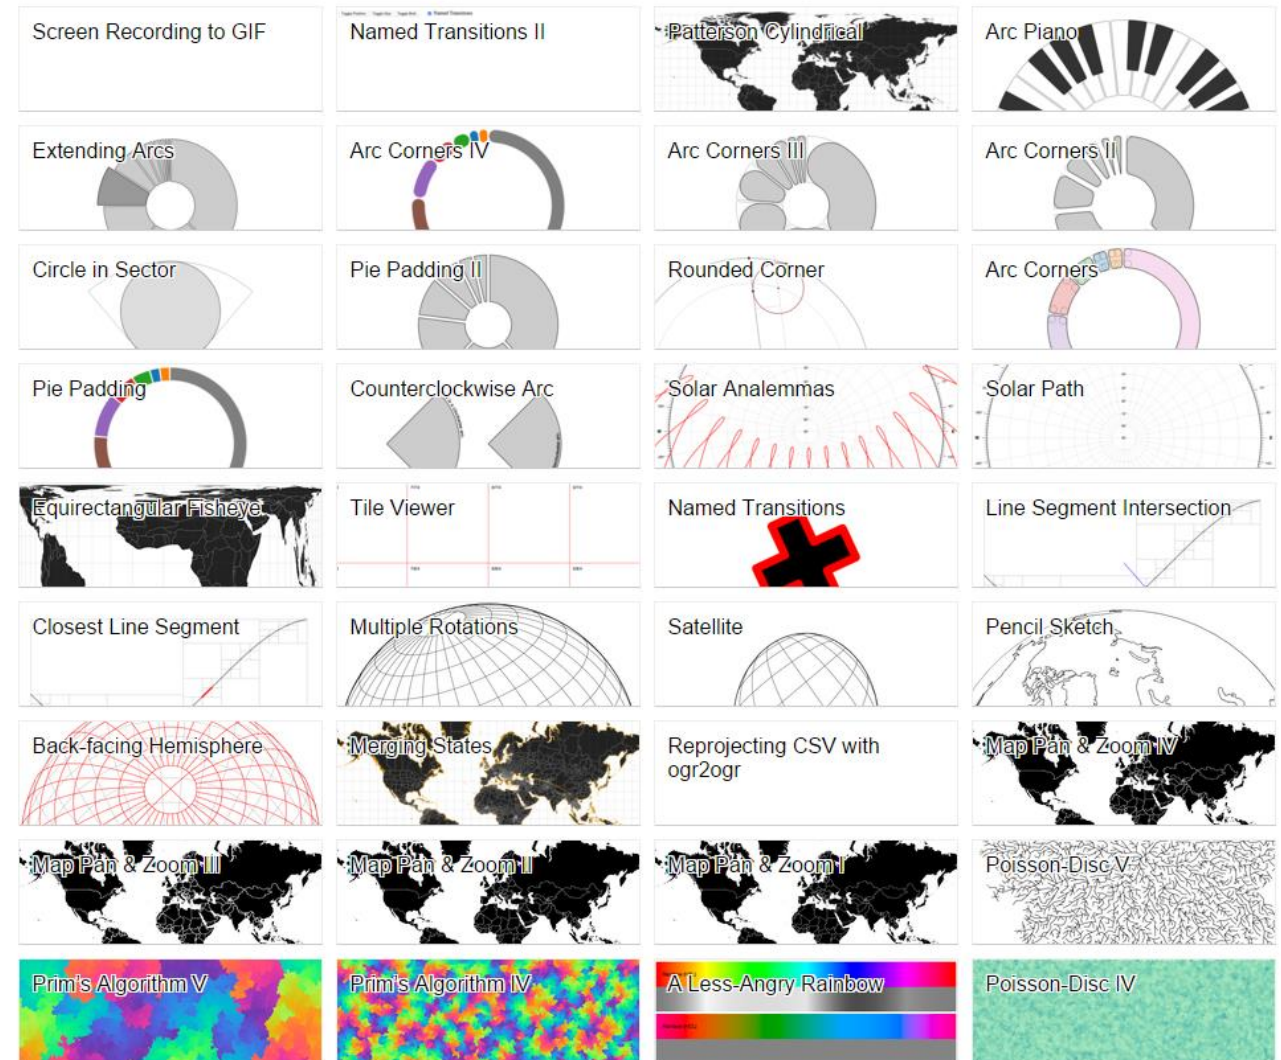 Screen Recording to GIF
Named Transitions
Named Transitions II
Patterson Cylindrical
Arc Piano
Extending Arcs
Arc Corners IV
Arc Corners III
Arc Corners II
Circle in Sector
Pie Padding II
Rounded Corner
Arc Corners
Pie Padding
Counterclockwise Arc
Solar Analemmas
Solar Path
Equirectangular Fisheye
Tile Viewer
Named Transitions
Line Segment Intersection
Closest Line Segment
Multiple Rotations
Satellite
Pencil Sketch
Back-facing Hemisphere
Merging States
Reprojecting CSV with
ogr2ogr
Map Pan & Zoom IV
Map Pan & Zoom III
Map Pan & Zoom II
Map Pan & Zoom I
Poisson-Disc V
Prim's Algorithm V
Prim's Algorithm IV
A Less-Angry Rainbow
Poisson-Disc IV